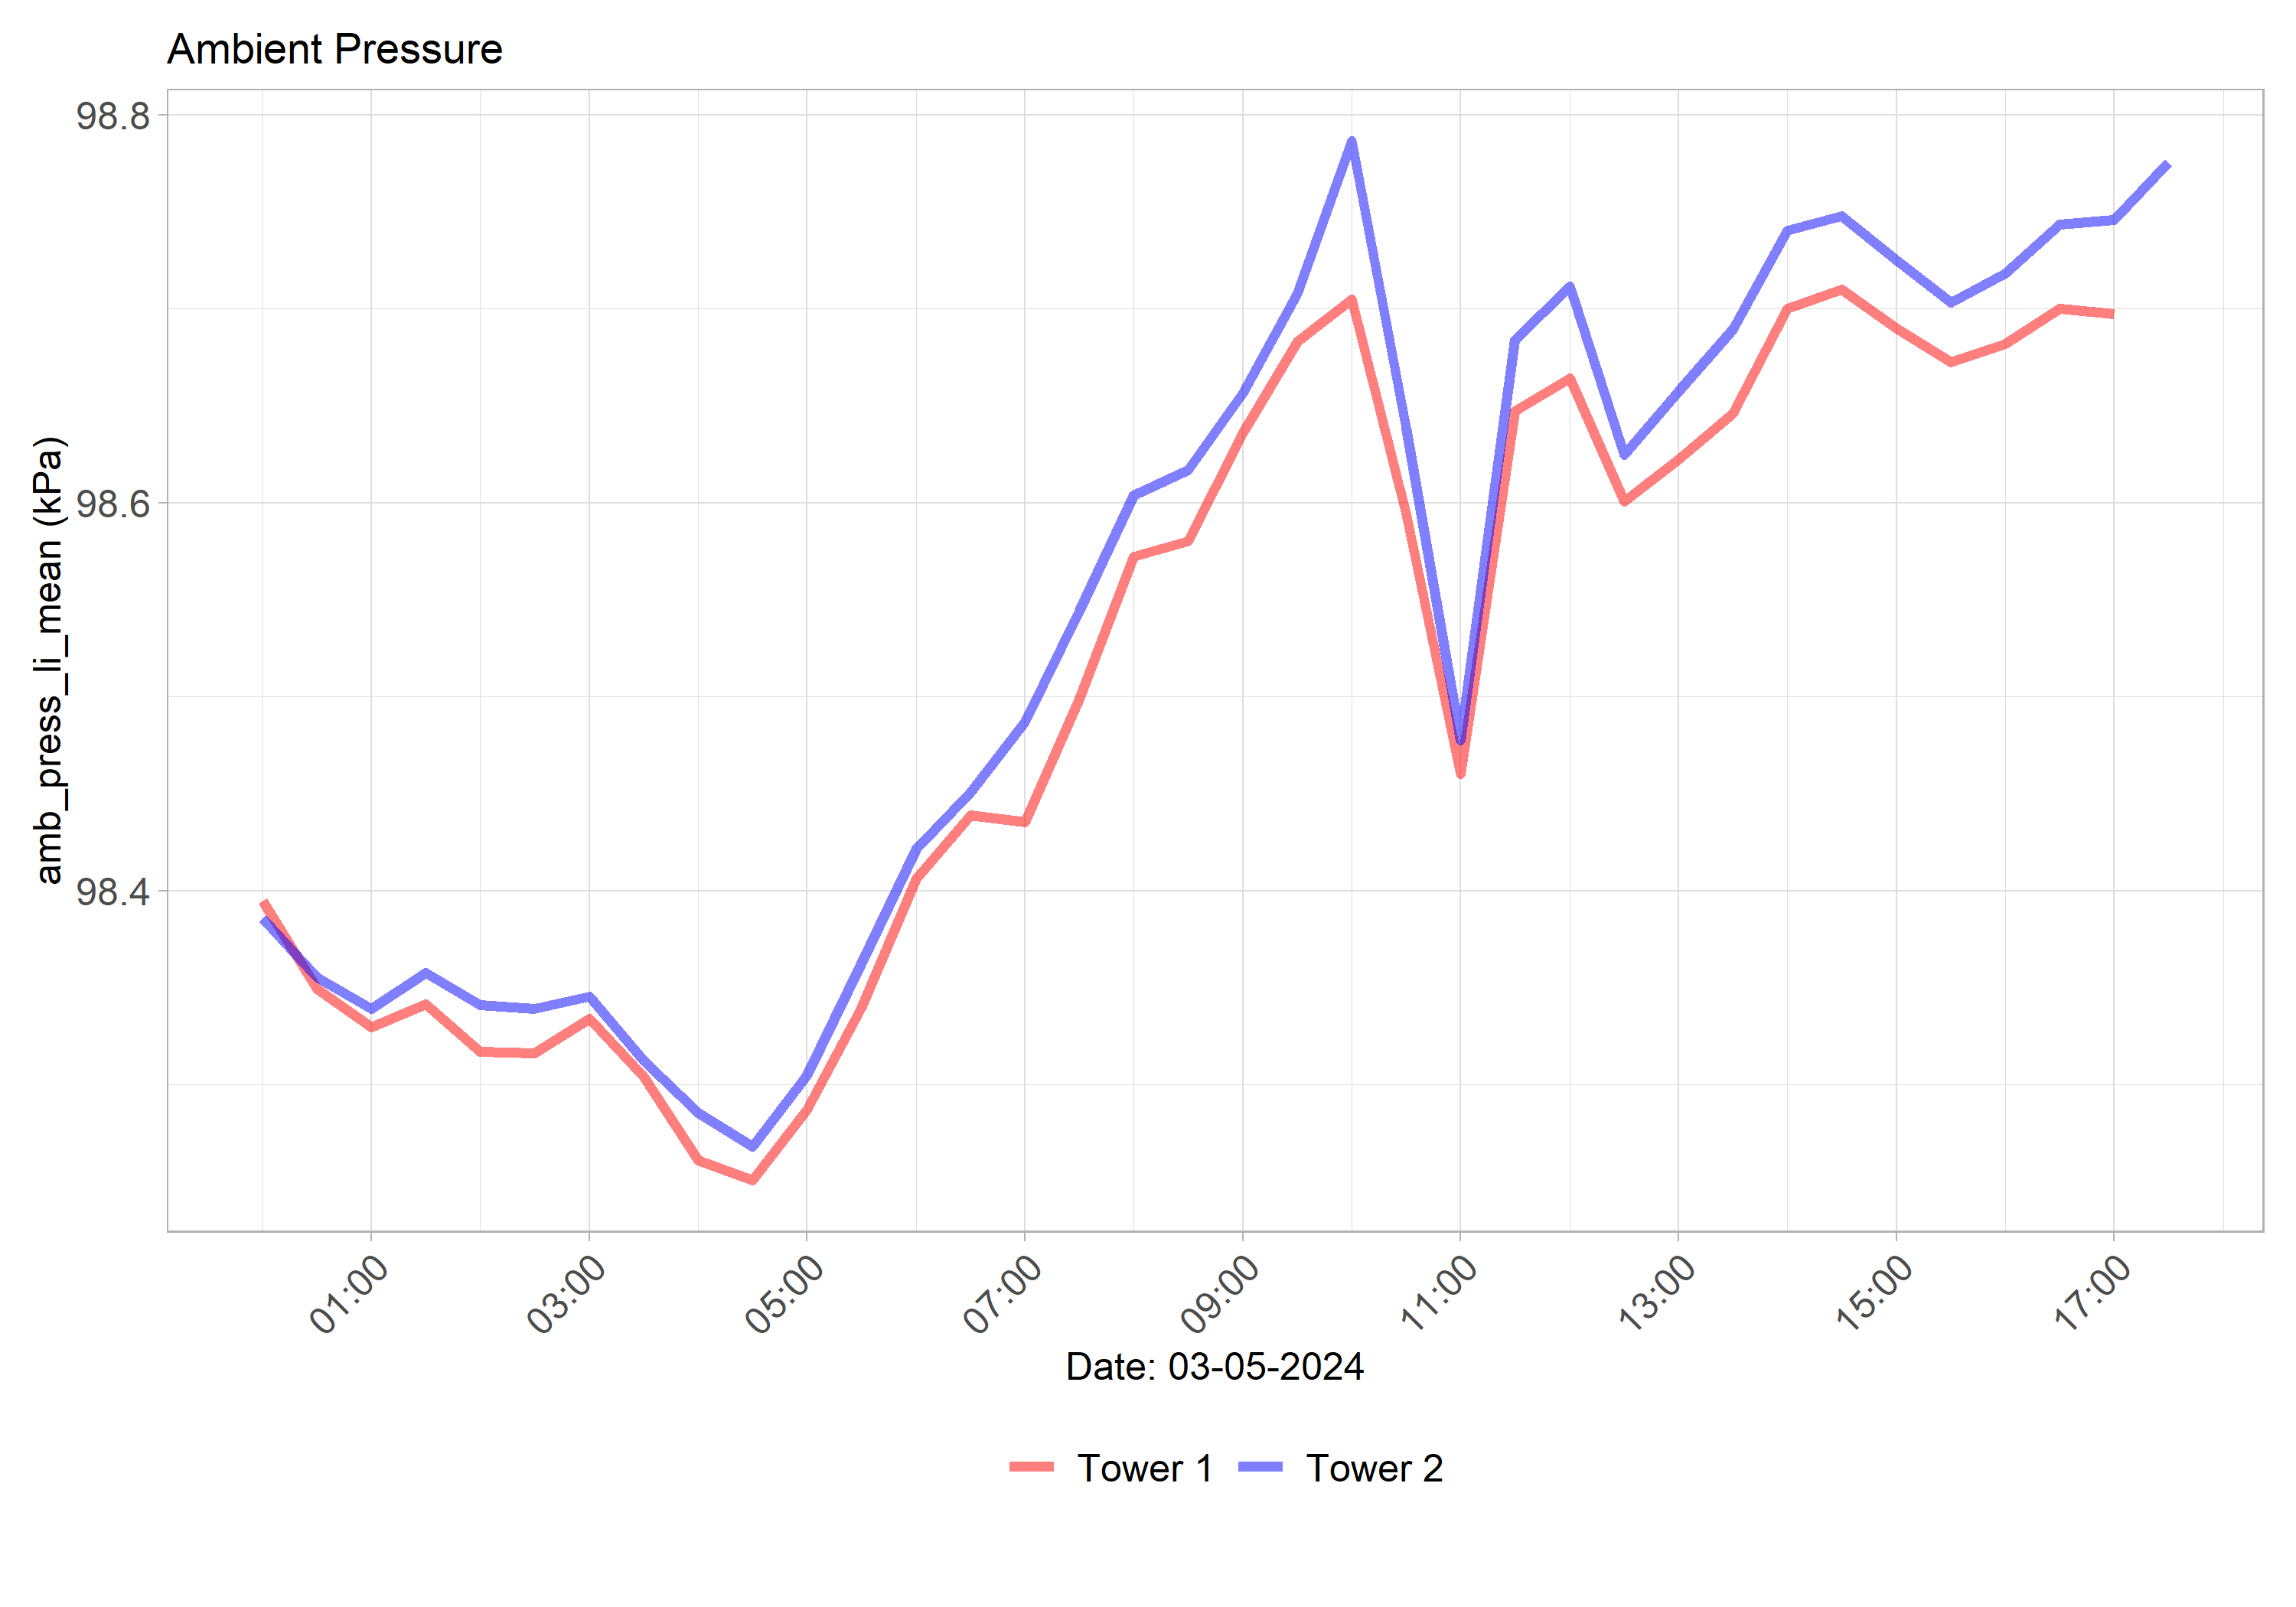 Ambient Pressure
amb_press_li_mean (kPa)
98.8
98.6
98.4
01:00 03:00 05:00 07:00 09:00 11:00 13:00 15:00 17:00
Date: 03-05-2024
Tower 1 Tower 2